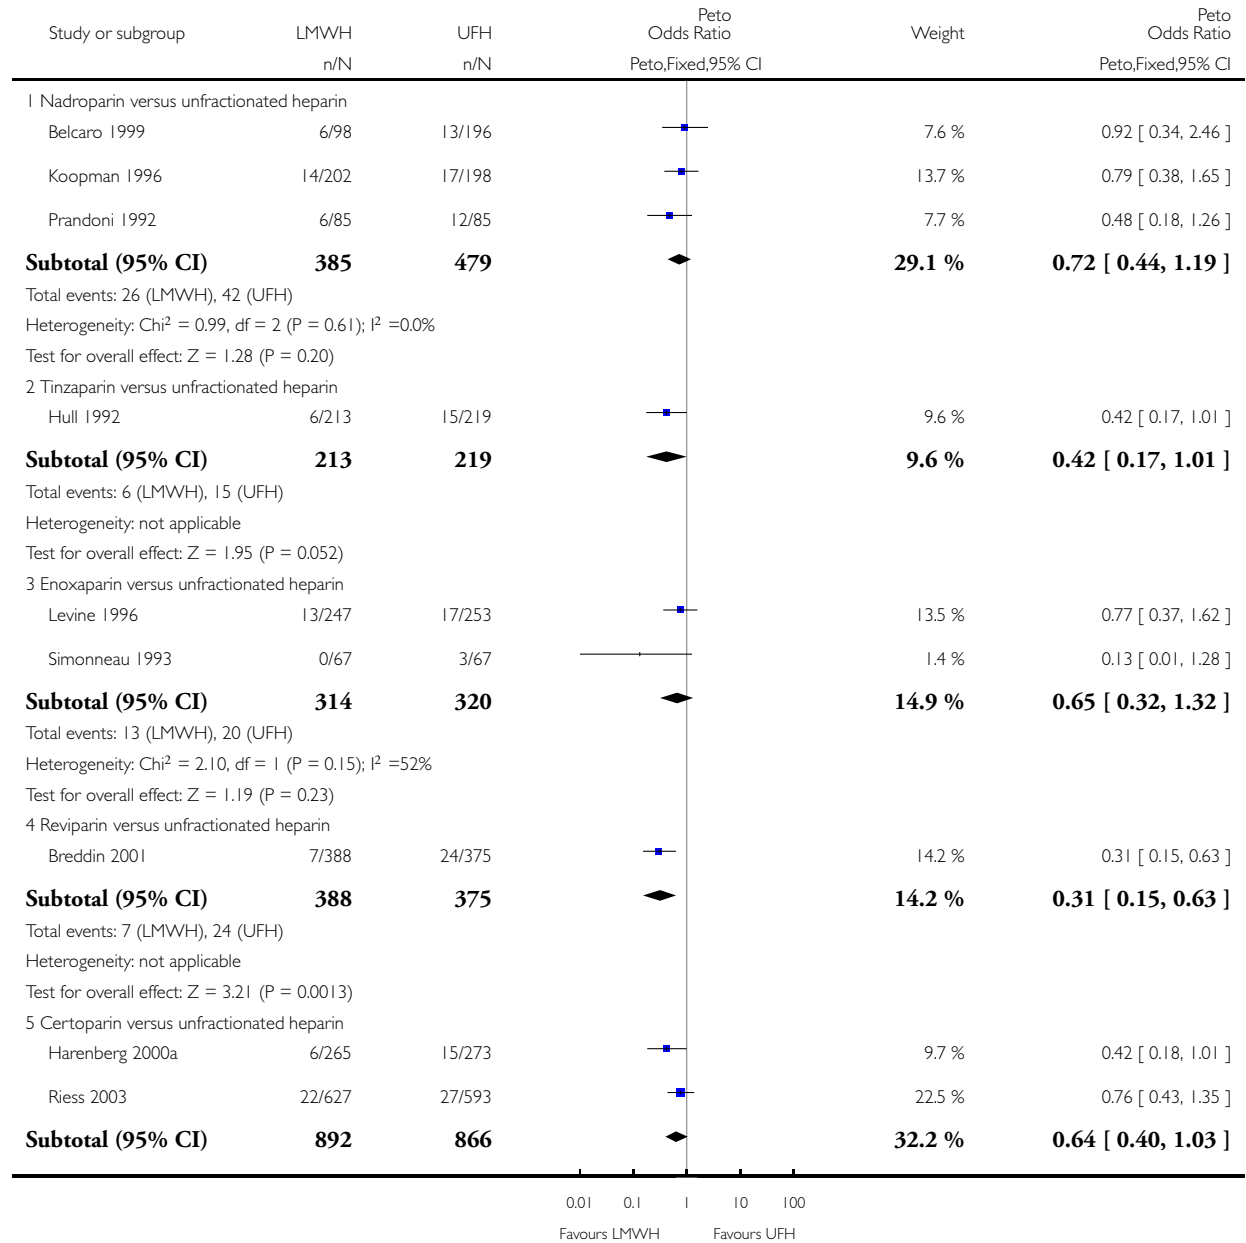 Peto Peto
Study or subgroup LMWH UFH Odds Ratio Weight Odds Ratio
n/N n/N Peto,Fixed,95% CI Peto,Fixed,95% CI
1 Nadroparin versus unfractionated heparin
Belcaro 1999 6/98 13/196 7.6 % 0.92 [ 0.34, 2.46 ]
Koopman 1996 14/202 17/198 13.7 % 0.79 [ 0.38, 1.65 ]
Prandoni 1992 6/85 12/85 7.7 % 0.48 [ 0.18, 1.26 ]
Subtotal (95% CI) 385 479 29.1 % 0.72 [ 0.44, 1.19 ]
Total events: 26 (LMWH), 42 (UFH)
Heterogeneity: Chi² = 0.99, df = 2 (P = 0.61); I² =0.0%
Test for overall effect: Z = 1.28 (P = 0.20)
2 Tinzaparin versus unfractionated heparin
Hull 1992 6/213 15/219 9.6 % 0.42 [ 0.17, 1.01 ]
Subtotal (95% CI) 213 219 9.6 % 0.42 [ 0.17, 1.01 ]
Total events: 6 (LMWH), 15 (UFH)
Heterogeneity: not applicable
Test for overall effect: Z = 1.95 (P = 0.052)
3 Enoxaparin versus unfractionated heparin
Levine 1996 13/247 17/253 13.5 % 0.77 [ 0.37, 1.62 ]
Simonneau 1993 0/67 3/67 1.4 % 0.13 [ 0.01, 1.28 ]
Subtotal (95% CI) 314 320 14.9 % 0.65 [ 0.32, 1.32 ]
Total events: 13 (LMWH), 20 (UFH)
Heterogeneity: Chi² = 2.10, df = 1 (P = 0.15); I² =52%
Test for overall effect: Z = 1.19 (P = 0.23)
4 Reviparin versus unfractionated heparin
Breddin 2001 7/388 24/375 14.2 % 0.31 [ 0.15, 0.63 ]
Subtotal (95% CI) 388 375 14.2 % 0.31 [ 0.15, 0.63 ]
Total events: 7 (LMWH), 24 (UFH)
Heterogeneity: not applicable
Test for overall effect: Z = 3.21 (P = 0.0013)
5 Certoparin versus unfractionated heparin
Harenberg 2000a 6/265 15/273 9.7 % 0.42 [ 0.18, 1.01 ]
Riess 2003 22/627 27/593 22.5 % 0.76 [ 0.43, 1.35 ]
Subtotal (95% CI) 892 866 32.2 % 0.64 [ 0.40, 1.03 ]
0.01 0.1 1 10 100
Favours LMWH Favours UFH